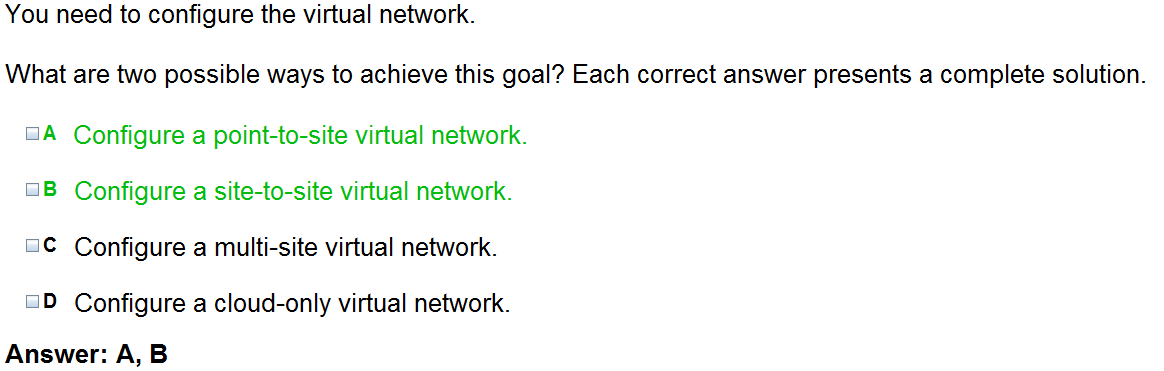 You need to configure the virtual network.
What are two possible ways to achieve this goal? Each correct answer presents a complete solution.
A Configure a point-to-site virtual network.
B Configure a site-to-site virtual network.
C Configure a multi-site virtual network.
D Configure a cloud-only virtual network.
Answer: A, B